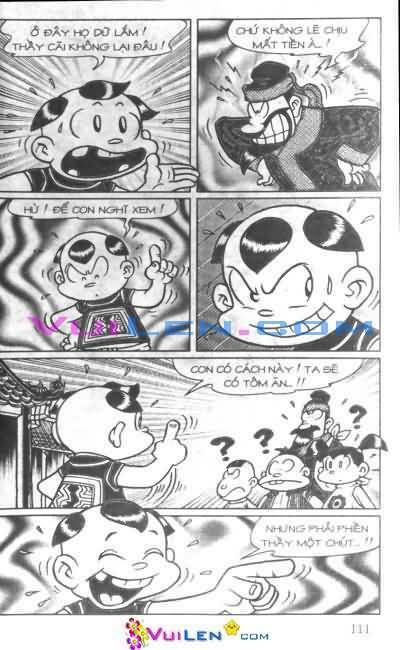 Ở ĐÂY HỌ DỮ LẮM !
THẦY CÃI KHÔNG LẠI ĐÂU !
CHỨ KHÔNG LẼ CHỊU
MẤT TIỀN À...!
HỪ ! ĐỂ CON NGHĨ XEM !
VUILEN.COM
CON CÓ CÁCH NÀY ! TA SẼ
CÓ TÔM ĂN..!!
? ? ? ?
NHƯNG PHẢI PHIỀN
THẦY MỘT CHÚT...!!
111
VUILEN.COM